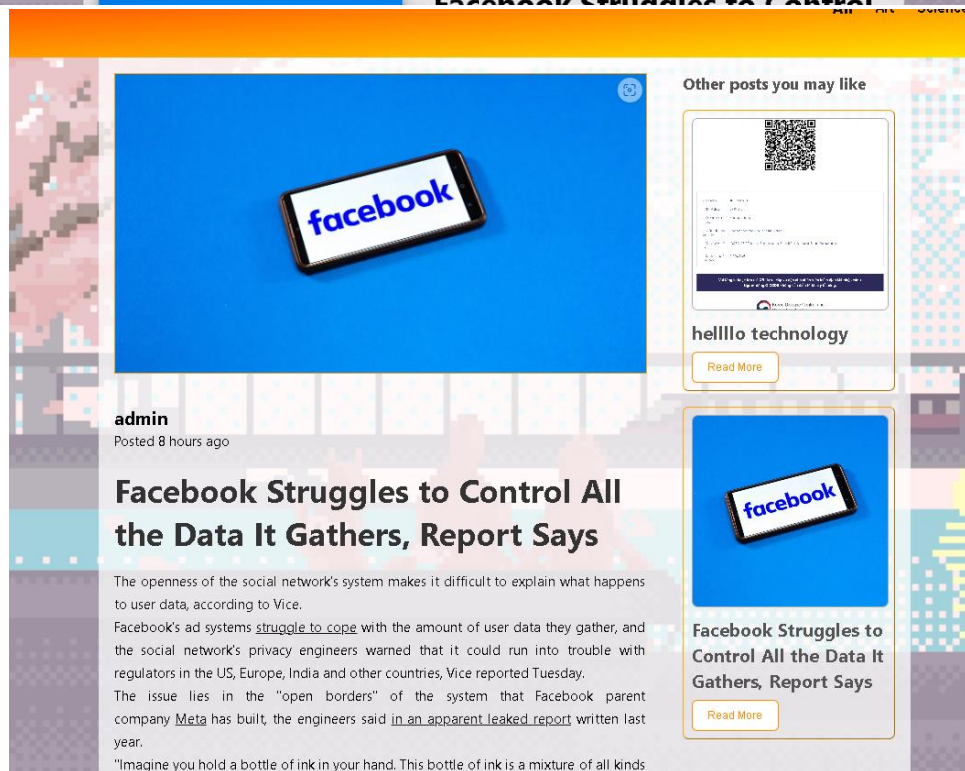 All Art Science
facebook
admin
Posted 8 hours ago
Facebook Struggles to Control All
the Data It Gathers, Report Says
The openness of the social network's system makes it difficult to explain what happens
to user data, according to Vice.
Facebook's ad systems struggle to cope with the amount of user data they gather, and
the social network's privacy engineers warned that it could run into trouble with
regulators in the US, Europe, India and other countries, Vice reported Tuesday.
The issue lies in the "open borders" of the system that Facebook parent
company Meta has built, the engineers said in an apparent leaked report written last
year.
"Imagine you hold a bottle of ink in your hand. This bottle of ink is a mixture of all kinds
Other posts you may like
hellllo technology
Read More
facebook
Facebook Struggles to
Control All the Data It
Gathers, Report Says
Read More